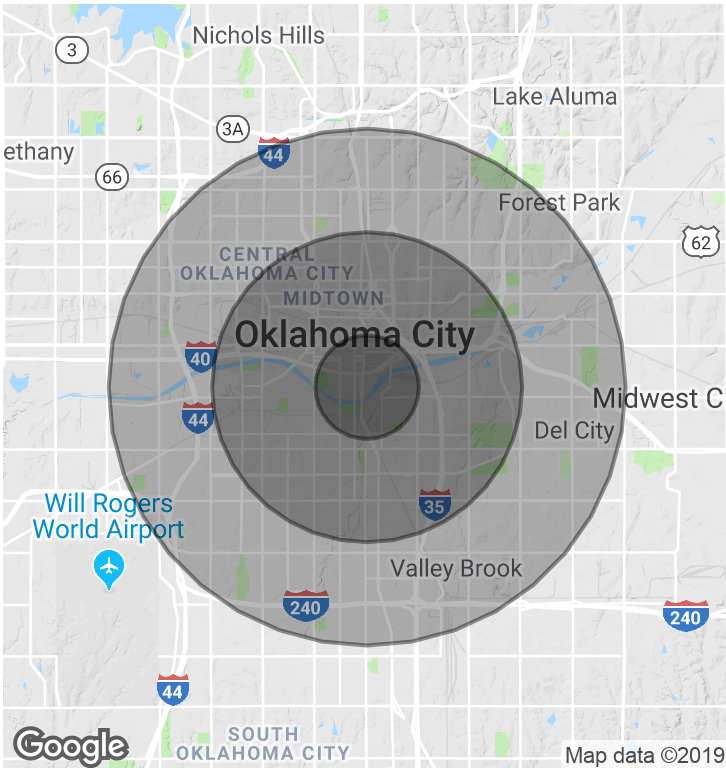 Nichols Hills
3
Lake Aluma
3A
ethany
44
66
Forest Park
62
CENTRAL
OKLAHOMA CITY
MIDTOWN
Oklahoma City
40
Midwest C
44
Del City
Will Rogers
World Airport
35
Valley Brook
240
240
44
SOUTH
OKLAHOMA CITY
Google
Map data ©2019